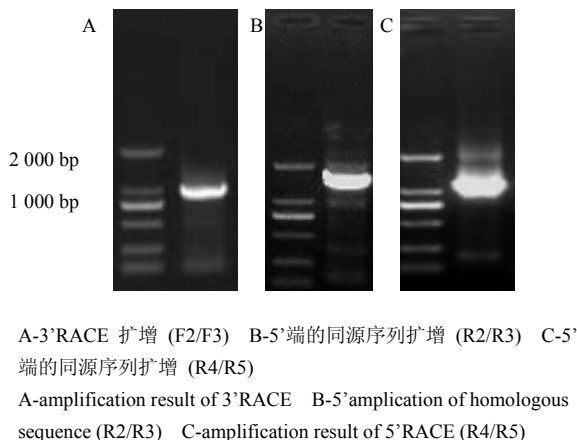 A B C
2 000 bp
1 000 bp
A-3’RACE 扩增 (F2/F3) B-5’端的同源序列扩增 (R2/R3) C-5’
端的同源序列扩增 (R4/R5)
A-amplification result of 3’RACE B-5’amplication of homologous
sequence (R2/R3) C-amplification result of 5’RACE (R4/R5)